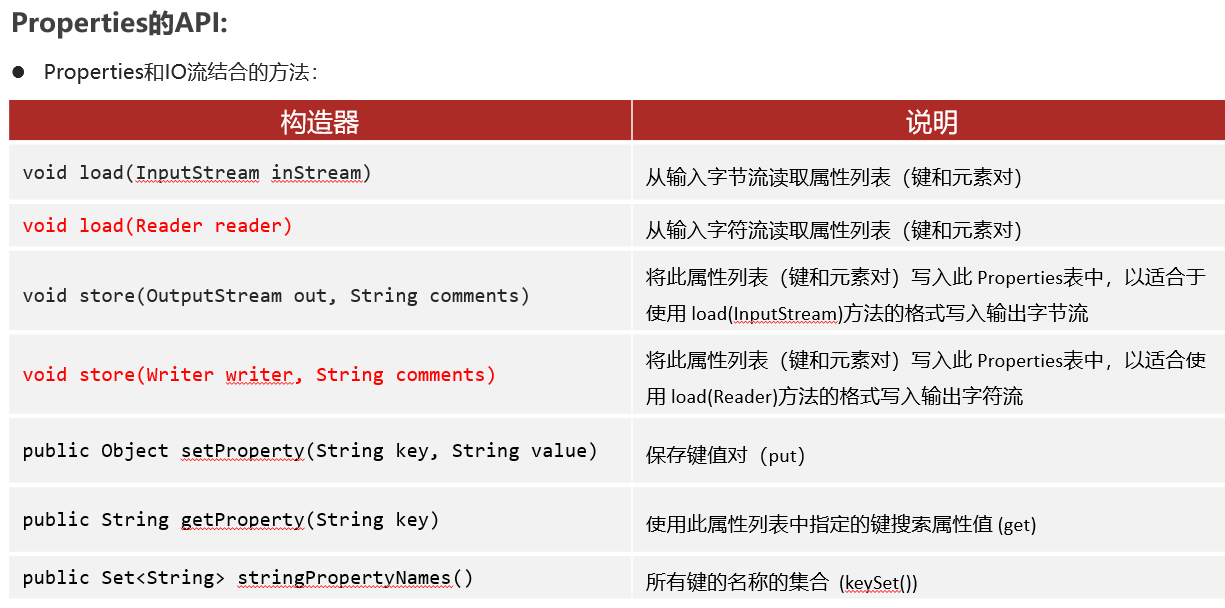 Properties的API:
● Properties和IO流结合的方法：
构造器 说明
void load(InputStream inStream) 从输入字节流读取属性列表（键和元素对）
void load(Reader reader) 从输入字符流读取属性列表（键和元素对）
void store(OutputStream out, String comments) 将此属性列表（键和元素对）写入此 Properties表中，以适合于
使用 load(InputStream)方法的格式写入输出字节流
void store(Writer writer, String comments) 将此属性列表（键和元素对）写入此 Properties表中，以适合使
用 load(Reader)方法的格式写入输出字符流
public Object setProperty(String key, String value) 保存键值对（put）
public String getProperty(String key) 使用此属性列表中指定的键搜索属性值 (get)
public Set<String> stringPropertyNames() 所有键的名称的集合 (keySet())